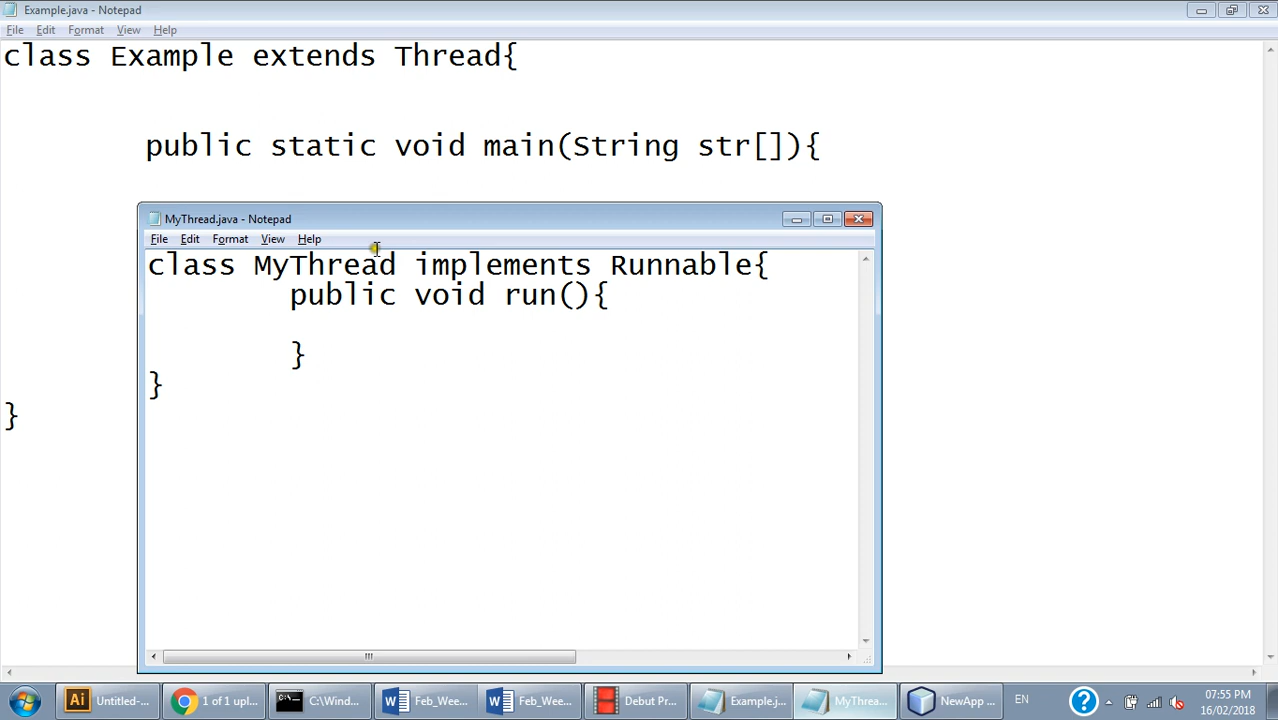 Example.java - Notepad
File Edit Format View Help
class Example extends Thread{
public static void main(String str[]){
MyThread.java - Notepad
File Edit Format View Help
class MyThread implements Runnable{
public void run(){
}
}
}
Ai Untitled-... 1 of 1 upl... C:\Wind... Feb_Wee... Feb_Wee... Debut Pr... Example.j... MyThrea... NewApp ... EN 07:55 PM
16/02/2018